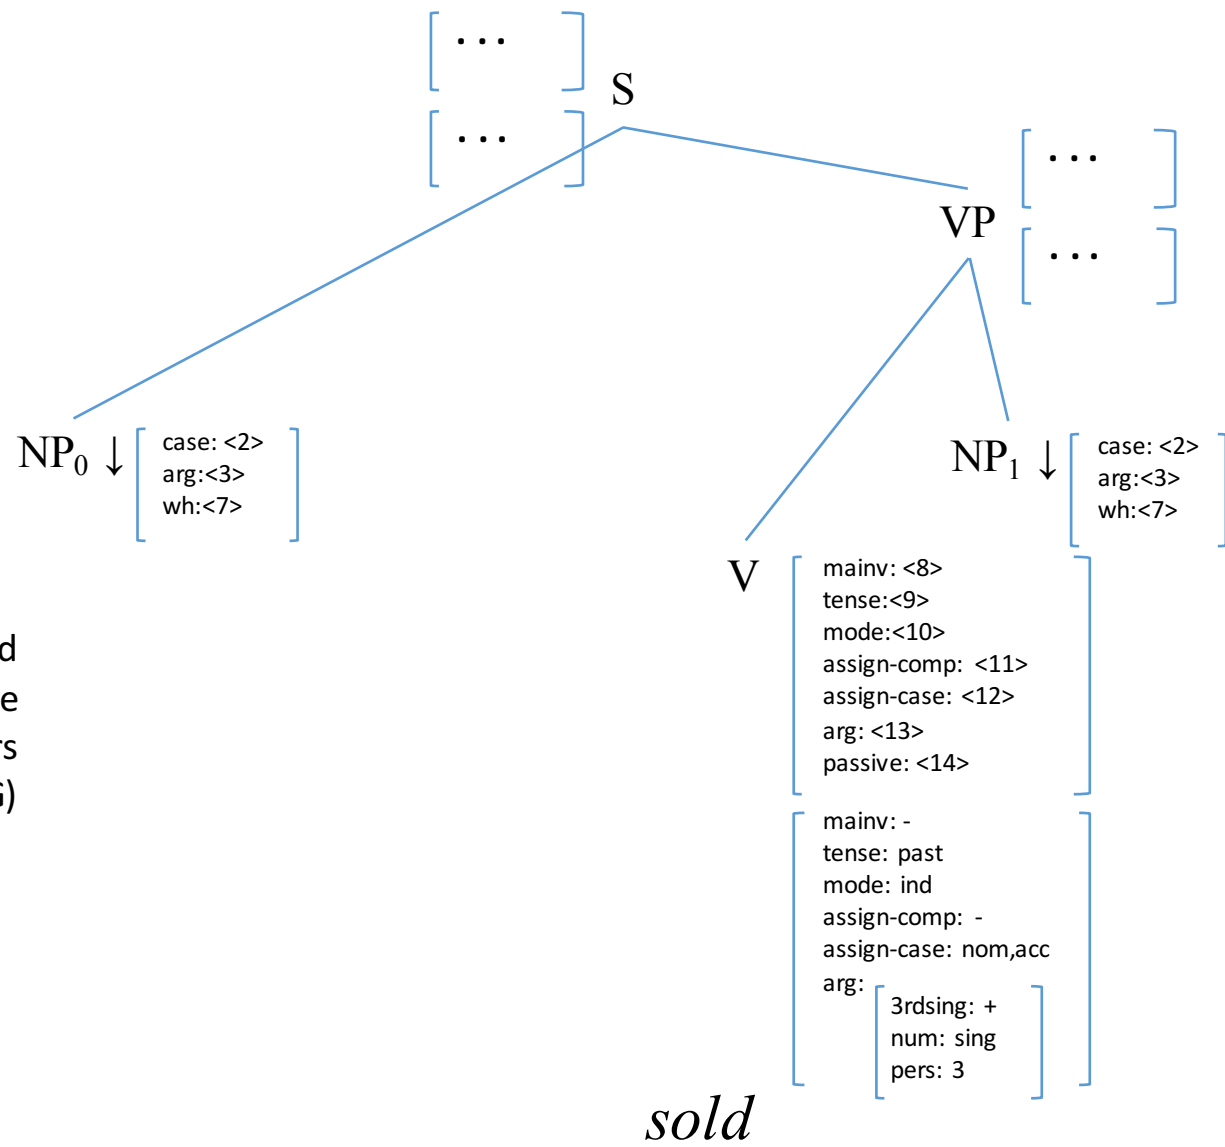 ...
S
...
...
VP
...
NP₀ ↓
case: <2>
arg:<3>
wh:<7>
NP₁ ↓
case: <2>
arg:<3>
wh:<7>
V
mainv: <8>
tense:<9>
mode:<10>
assign-comp: <11>
assign-case: <12>
arg: <13>
passive: <14>
d
e
rs
G)
mainv: -
tense: past
mode: ind
assign-comp: -
assign-case: nom,acc
arg:
3rdsing: +
num: sing
pers: 3
sold